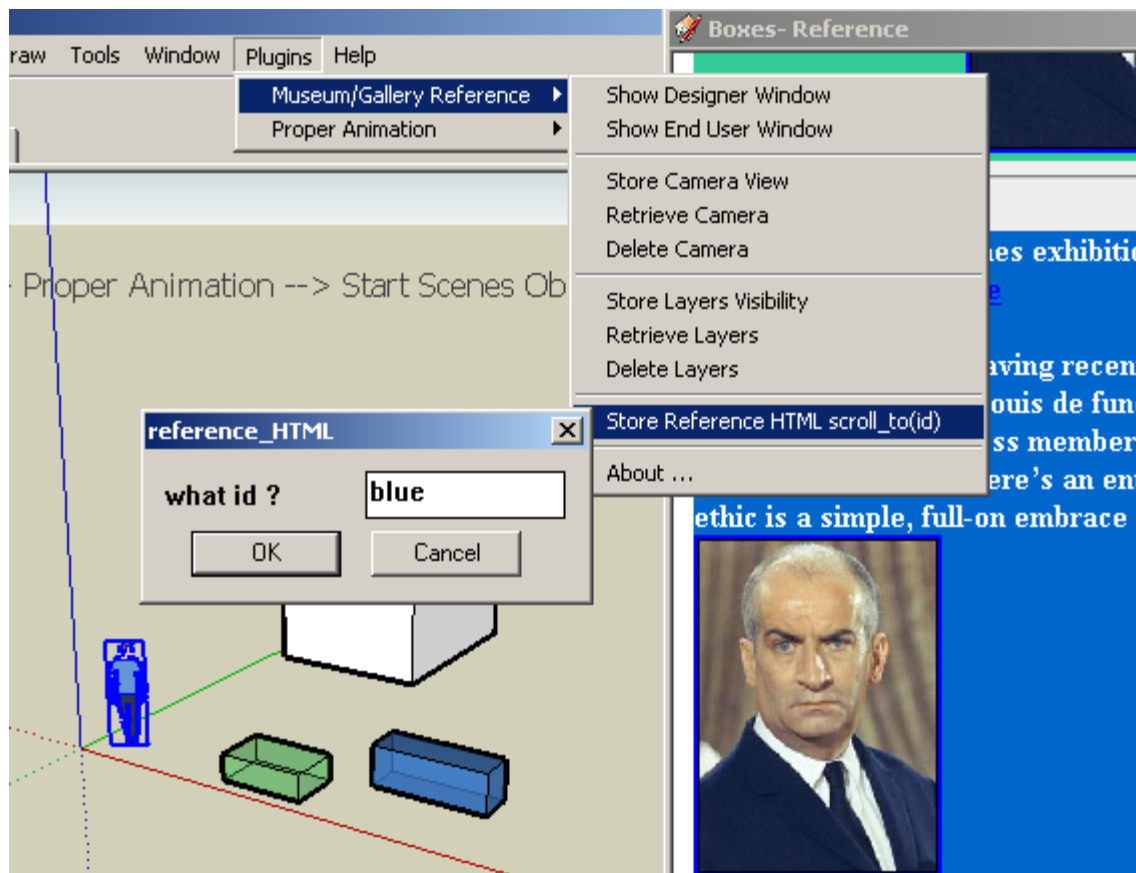 Boxes- Reference
raw Tools Window Plugins Help
Museum/Gallery Reference
Proper Animation
Show Designer Window
Show End User Window
Store Camera View
Retrieve Camera
Delete Camera
Store Layers Visibility
Retrieve Layers
Delete Layers
Store Reference HTML scroll_to(id)
About ...
Proper Animation --> Start Scenes Ob
reference_HTML
what id ?
blue
OK Cancel
nes exhibitio
e
aving recen
ouis de fun
ss member
ere's an en
ethic is a simple, full-on embrace